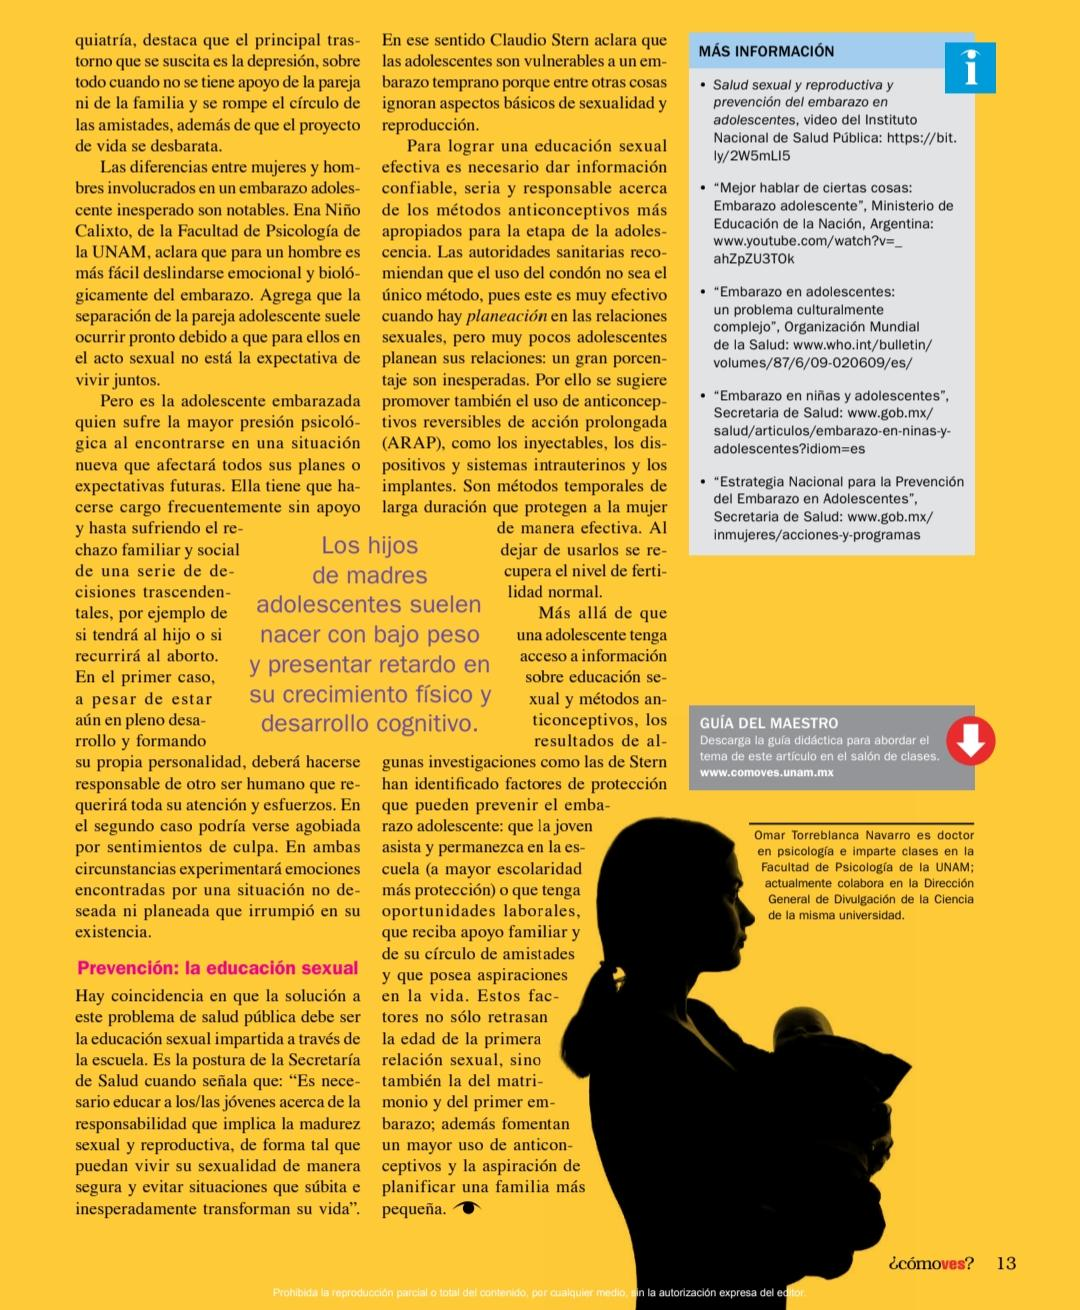 quiatría, destaca que el principal tras-
torno que se suscita es la depresión, sobre
todo cuando no se tiene apoyo de la pareja
ni de la familia y se rompe el círculo de
las amistades, además de que el proyecto
de vida se desbarata.
Las diferencias entre mujeres y hom-
bres involucrados en un embarazo adoles-
cente inesperado son notables. Ena Niño
Calixto, de la Facultad de Psicología de
la UNAM, aclara que para un hombre es
más fácil deslindarse emocional y bioló-
gicamente del embarazo. Agrega que la
separación de la pareja adolescente suele
ocurrir pronto debido a que para ellos en
el acto sexual no está la expectativa de
vivir juntos.
Pero es la adolescente embarazada
quien sufre la mayor presión psicoló-
gica al encontrarse en una situación
nueva que afectará todos sus planes o
expectativas futuras. Ella tiene que ha-
cerse cargo frecuentemente sin apoyo
y hasta sufriendo el re-
chazo familiar y social
de una serie de de-
cisiones trascenden-
tales, por ejemplo de
si tendrá al hijo o si
recurrirá al aborto.
En el primer caso,
a pesar de estar
aún en pleno desa-
rrollo y formando
su propia personalidad, deberá hacerse
responsable de otro ser humano que re-
querirá toda su atención y esfuerzos. En
el segundo caso podría verse agobiada
por sentimientos de culpa. En ambas
circunstancias experimentará emociones
encontradas por una situación no de-
seada ni planeada que irrumpió en su
existencia.
Prevención: la educación sexual
Hay coincidencia en que la solución a
este problema de salud pública debe ser
la educación sexual impartida a través de
la escuela. Es la postura de la Secretaría
de Salud cuando señala que: “Es nece-
sario educar a los/las jóvenes acerca de la
responsabilidad que implica la madurez
sexual y reproductiva, de forma tal que
puedan vivir su sexualidad de manera
segura y evitar situaciones que súbita e
inesperadamente transforman su vida”.
En ese sentido Claudio Stern aclara que
las adolescentes son vulnerables a un em-
barazo temprano porque entre otras cosas
ignoran aspectos básicos de sexualidad y
reproducción.
Para lograr una educación sexual
efectiva es necesario dar información
confiable, seria y responsable acerca
de los métodos anticonceptivos más
apropiados para la etapa de la adoles-
cencia. Las autoridades sanitarias reco-
miendan que el uso del condón no sea el
único método, pues este es muy efectivo
cuando hay planeación en las relaciones
sexuales, pero muy pocos adolescentes
planean sus relaciones: un gran porcen-
taje son inesperadas. Por ello se sugiere
promover también el uso de anticoncep-
tivos reversibles de acción prolongada
(ARAP), como los inyectables, los dis-
positivos y sistemas intrauterinos y los
implantes. Son métodos temporales de
larga duración que protegen a la mujer
de manera efectiva. Al
dejar de usarlos se re-
cupera el nivel de ferti-
lidad normal.
Más allá de que
una adolescente tenga
acceso a información
sobre educación se-
xual y métodos an-
ticonceptivos, los
resultados de al-
gunas investigaciones como las de Stern
han identificado factores de protección
que pueden prevenir el emba-
razo adolescente: que la joven
asista y permanezca en la es-
cuela (a mayor escolaridad
más protección) o que tenga
oportunidades laborales,
que reciba apoyo familiar y
de su círculo de amistades
y que posea aspiraciones
en la vida. Estos fac-
tores no sólo retrasan
la edad de la primera
relación sexual, sino
también la del matri-
monio y del primer em-
barazo; además fomentan
un mayor uso de anticon-
ceptivos y la aspiración de
planificar una familia más
pequeña.
Los hijos
de madres
adolescentes suelen
nacer con bajo peso
y presentar retardo en
su crecimiento físico y
desarrollo cognitivo.
MÁS INFORMACIÓN
i
• Salud sexual y reproductiva y
prevención del embarazo en
adolescentes, video del Instituto
Nacional de Salud Pública: https://bit.
ly/2W5mLI5
• “Mejor hablar de ciertas cosas:
Embarazo adolescente”, Ministerio de
Educación de la Nación, Argentina:
www.youtube.com/watch?v=_
ahZpZU3TOk
• “Embarazo en adolescentes:
un problema culturalmente
complejo”, Organización Mundial
de la Salud: www.who.int/bulletin/
volumes/87/6/09-020609/es/
• “Embarazo en niñas y adolescentes”,
Secretaria de Salud: www.gob.mx/
salud/articulos/embarazo-en-ninas-y-
adolescentes?idiom=es
• “Estrategia Nacional para la Prevención
del Embarazo en Adolescentes”,
Secretaria de Salud: www.gob.mx/
inmujeres/acciones-y-programas
GUÍA DEL MAESTRO
Descarga la guía didáctica para abordar el
tema de este artículo en el salón de clases.
www.comoves.unam.mx
Omar Torreblanca Navarro es doctor
en psicología e imparte clases en la
Facultad de Psicología de la UNAM;
actualmente colabora en la Dirección
General de Divulgación de la Ciencia
de la misma universidad.
¿cómoves? 13
Prohibida la reproducción parcial o total del contenido, por cualquier medio, sin la autorización expresa del editor.